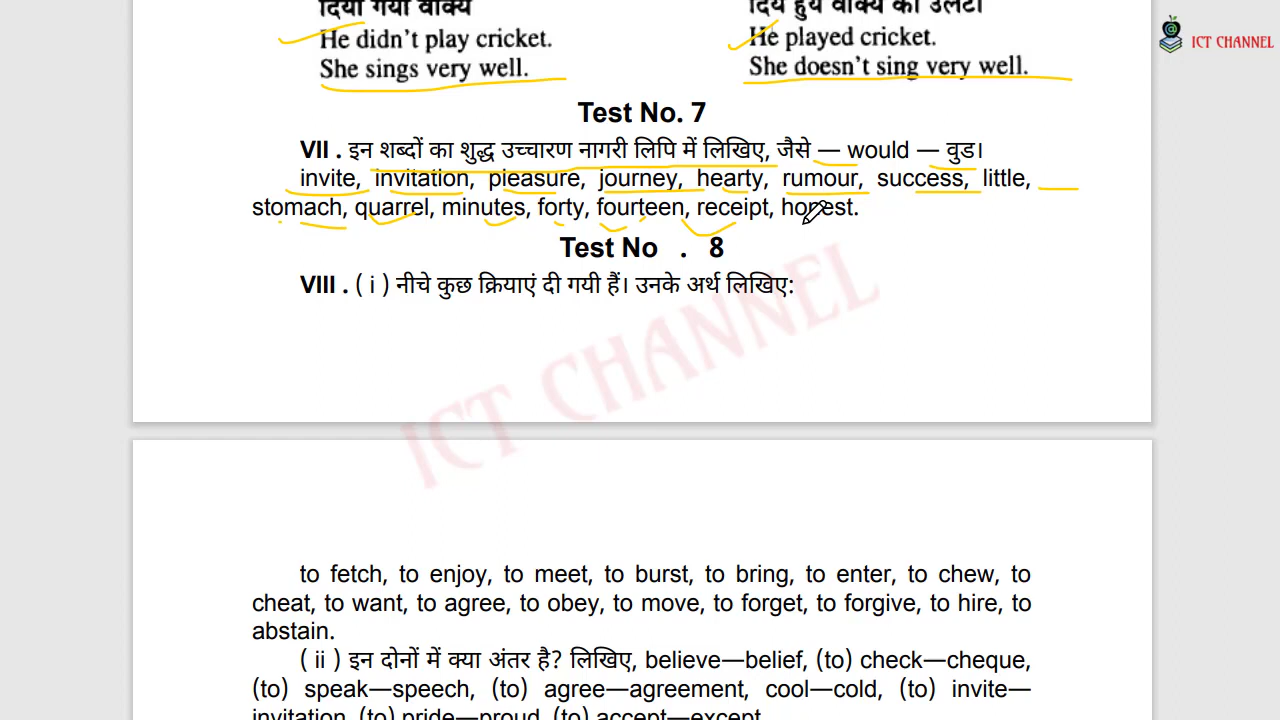 दिया गया वाक्य दिये हुये वाक्य का उलटा
ICT CHANNEL
He didn't play cricket. He played cricket.
She sings very well. She doesn't sing very well.
Test No. 7
VII . इन शब्दों का शुद्ध उच्चारण नागरी लिपि में लिखिए, जैसे — would — वुड।
invite, invitation, pleasure, journey, hearty, rumour, success, little,
stomach, quarrel, minutes, forty, fourteen, receipt, honest.
Test No . 8
VIII . ( i ) नीचे कुछ क्रियाएं दी गयी हैं। उनके अर्थ लिखिए:
ICT CHANNEL
to fetch, to enjoy, to meet, to burst, to bring, to enter, to chew, to
cheat, to want, to agree, to obey, to move, to forget, to forgive, to hire, to
abstain.
( ii ) इन दोनों में क्या अंतर है? लिखिए, believe—belief, (to) check—cheque,
(to) speak—speech, (to) agree—agreement, cool—cold, (to) invite—
invitation, (to) pride—proud, (to) accept—except